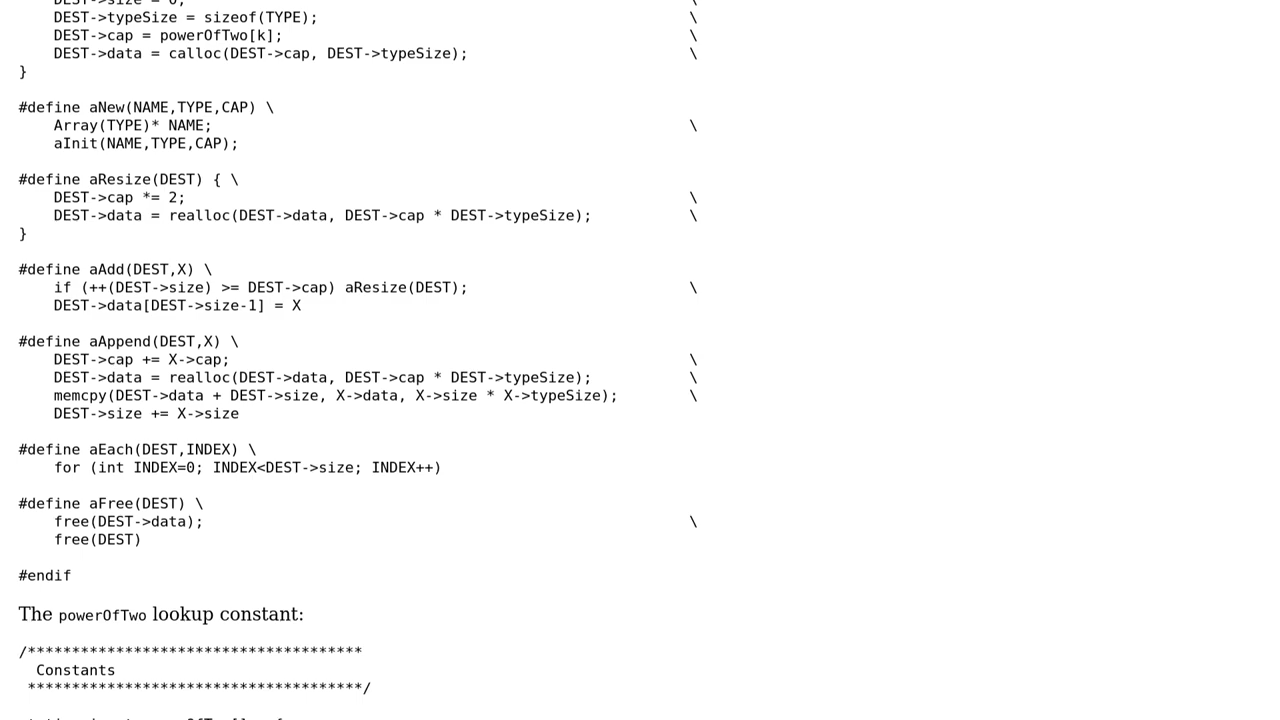 DEST->size = 0; \
    DEST->typeSize = sizeof(TYPE); \
    DEST->cap = powerOfTwo[k]; \
    DEST->data = calloc(DEST->cap, DEST->typeSize); \
}
#define aNew(NAME,TYPE,CAP) \
    Array(TYPE)* NAME; \
    aInit(NAME,TYPE,CAP);
#define aResize(DEST) { \
    DEST->cap *= 2; \
    DEST->data = realloc(DEST->data, DEST->cap * DEST->typeSize); \
}
#define aAdd(DEST,X) \
    if (++(DEST->size) >= DEST->cap) aResize(DEST); \
    DEST->data[DEST->size-1] = X
#define aAppend(DEST,X) \
    DEST->cap += X->cap; \
    DEST->data = realloc(DEST->data, DEST->cap * DEST->typeSize); \
    memcpy(DEST->data + DEST->size, X->data, X->size * X->typeSize); \
    DEST->size += X->size
#define aEach(DEST,INDEX) \
    for (int INDEX=0; INDEX<DEST->size; INDEX++)
#define aFree(DEST) \
    free(DEST->data); \
    free(DEST)
#endif
The powerOfTwo lookup constant:
/**************************************
  Constants
 **************************************/